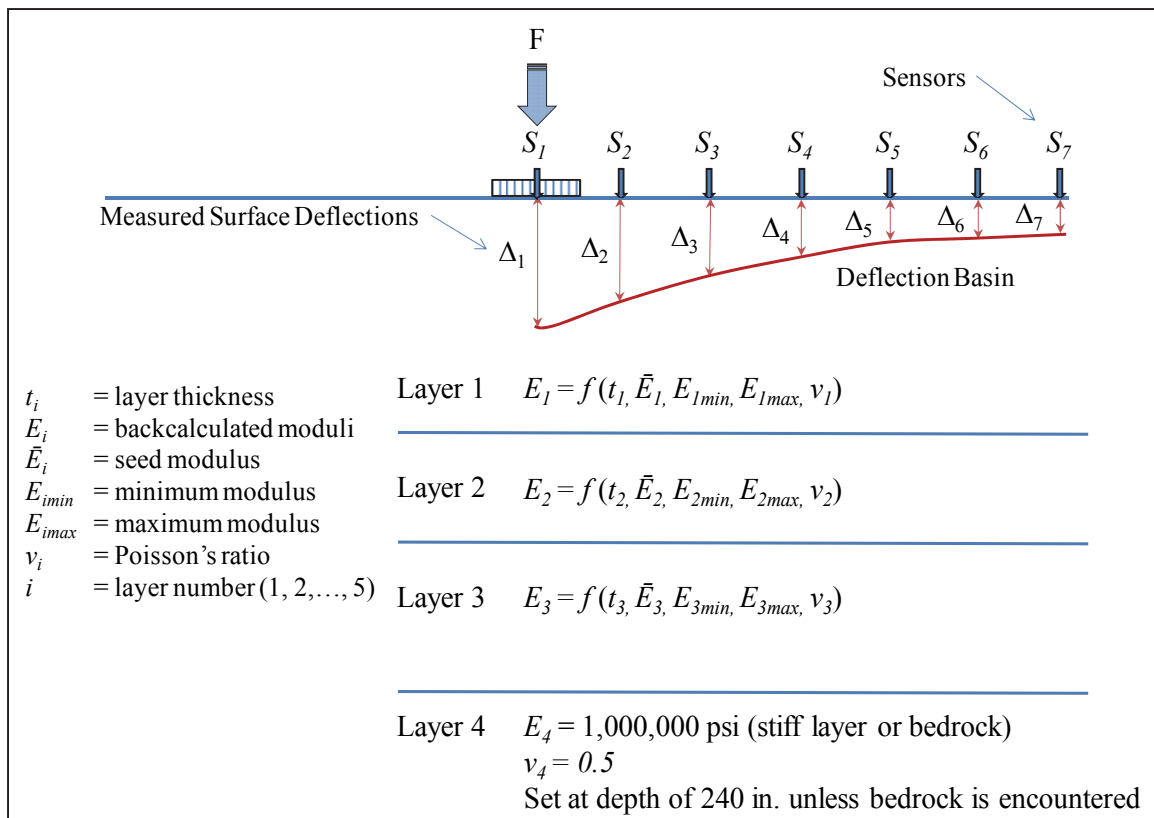 F
Sensors
S1 S2 S3 S4 S5 S6 S7
Measured Surface Deflections
Δ1 Δ2 Δ3 Δ4 Δ5 Δ6 Δ7
Deflection Basin
ti = layer thickness
Ei = backcalculated moduli
Ēi = seed modulus
Eimin = minimum modulus
Eimax = maximum modulus
vi = Poisson’s ratio
i = layer number (1, 2,…, 5)
Layer 1 E1 = f (t1, Ē1, E1min, E1max, v1)
Layer 2 E2 = f (t2, Ē2, E2min, E2max, v2)
Layer 3 E3 = f (t3, Ē3, E3min, E3max, v3)
Layer 4 E4 = 1,000,000 psi (stiff layer or bedrock)
v4 = 0.5
Set at depth of 240 in. unless bedrock is encountered